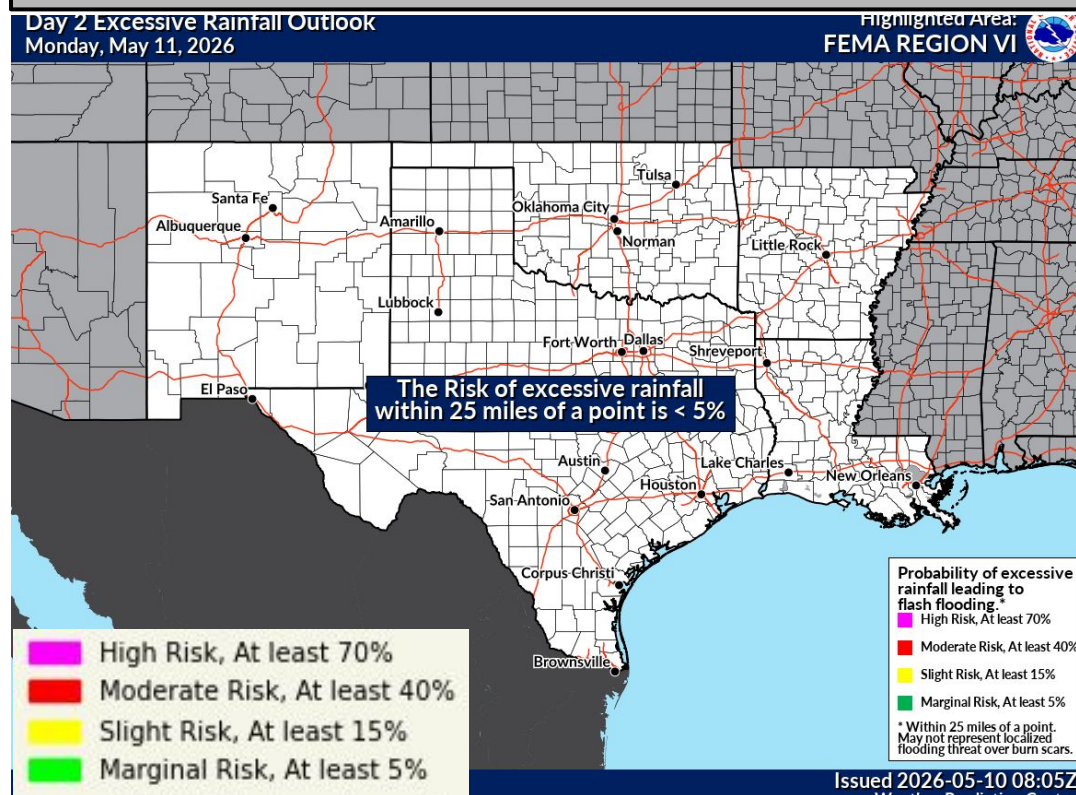 Day 2 Excessive Rainfall Outlook
Monday, May 11, 2026
Highlighted Area:
FEMA REGION VI
Santa Fe
Albuquerque
Amarillo
Lubbock
Tulsa
Oklahoma City
Norman
Little Rock
Fort Worth
Dallas
Shreveport
El Paso
The Risk of excessive rainfall
within 25 miles of a point is < 5%
Austin
San Antonio
Houston
Lake Charles
New Orleans
Corpus Christi
Brownsville
Probability of excessive
rainfall leading to
flash flooding.*
High Risk, At least 70%
Moderate Risk, At least 40%
Slight Risk, At least 15%
Marginal Risk, At least 5%
* Within 25 miles of a point.
May not represent localized
flooding threat over burn scars.
High Risk, At least 70%
Moderate Risk, At least 40%
Slight Risk, At least 15%
Marginal Risk, At least 5%
Issued 2026-05-10 08:05Z